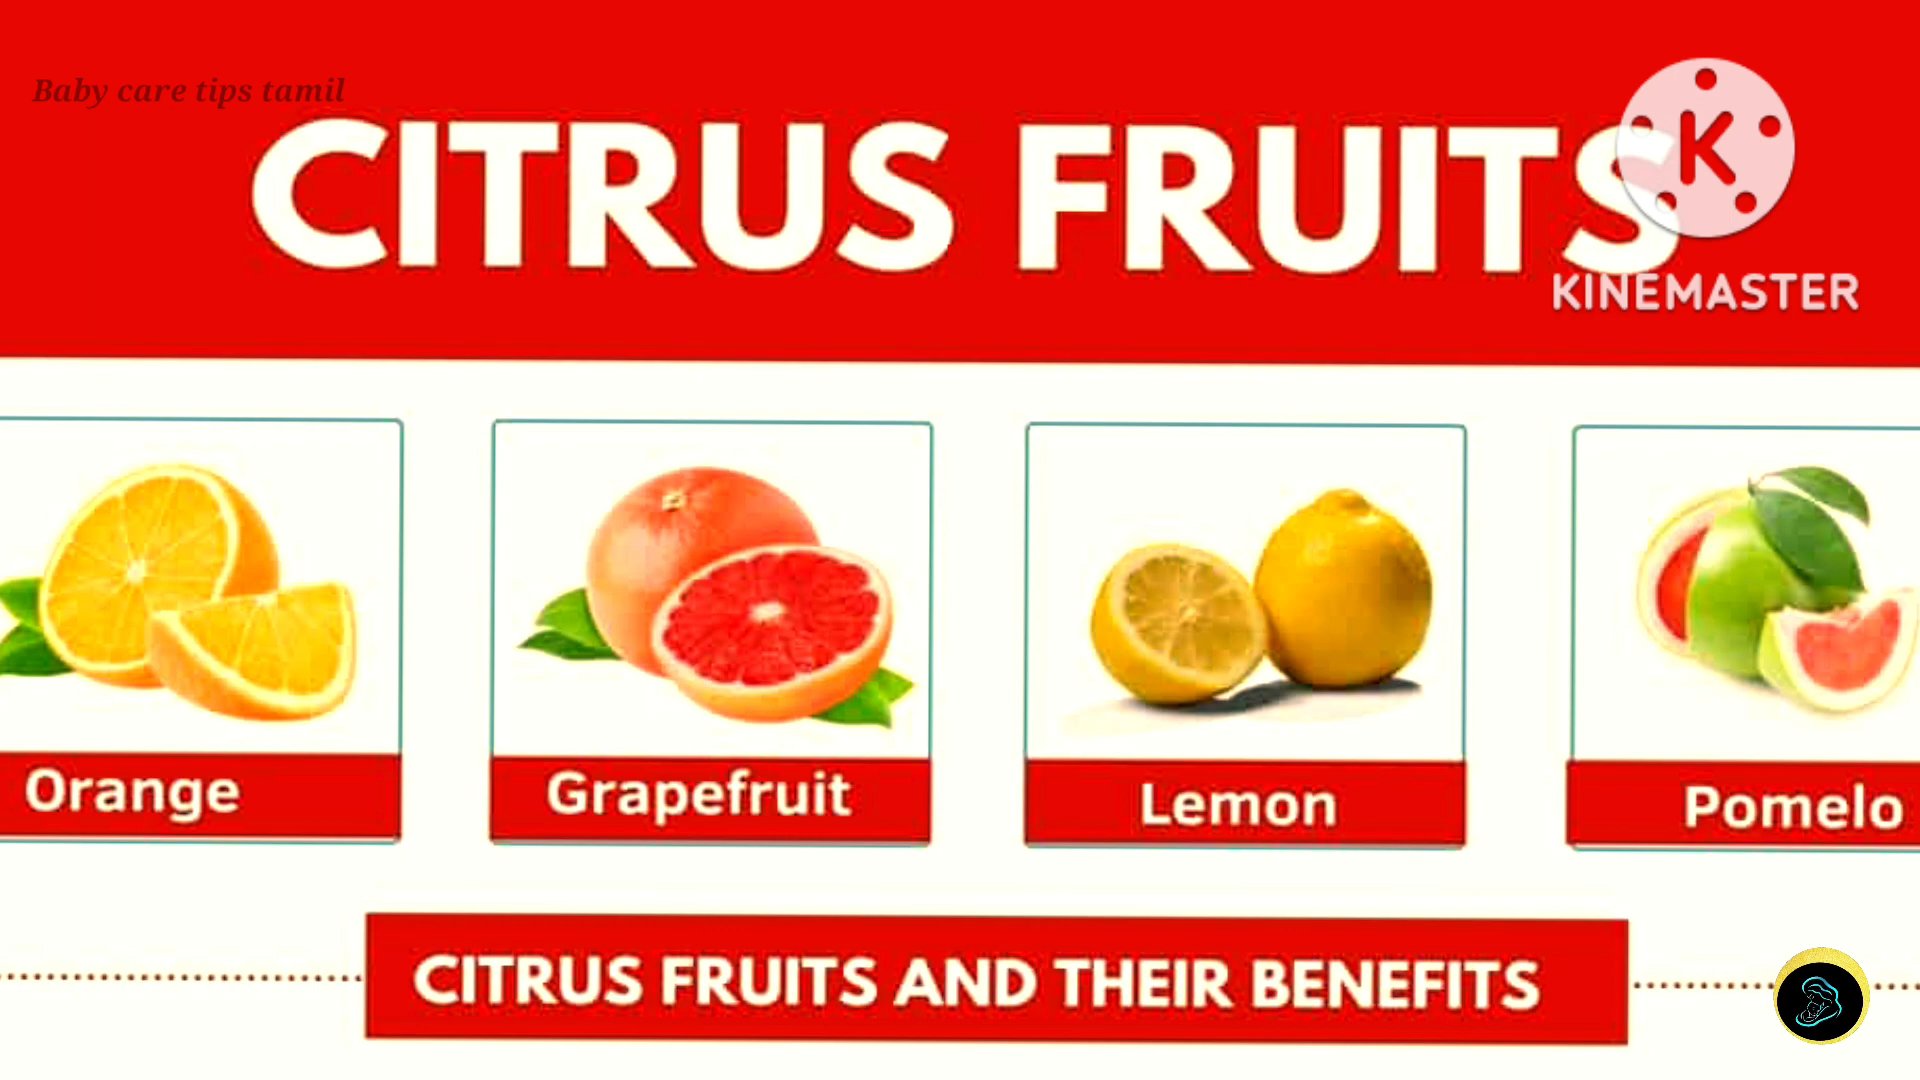 Baby care tips tamil
CITRUS FRUITS
K
KINEMASTER
Orange
Grapefruit
Lemon
Pomelo
CITRUS FRUITS AND THEIR BENEFITS